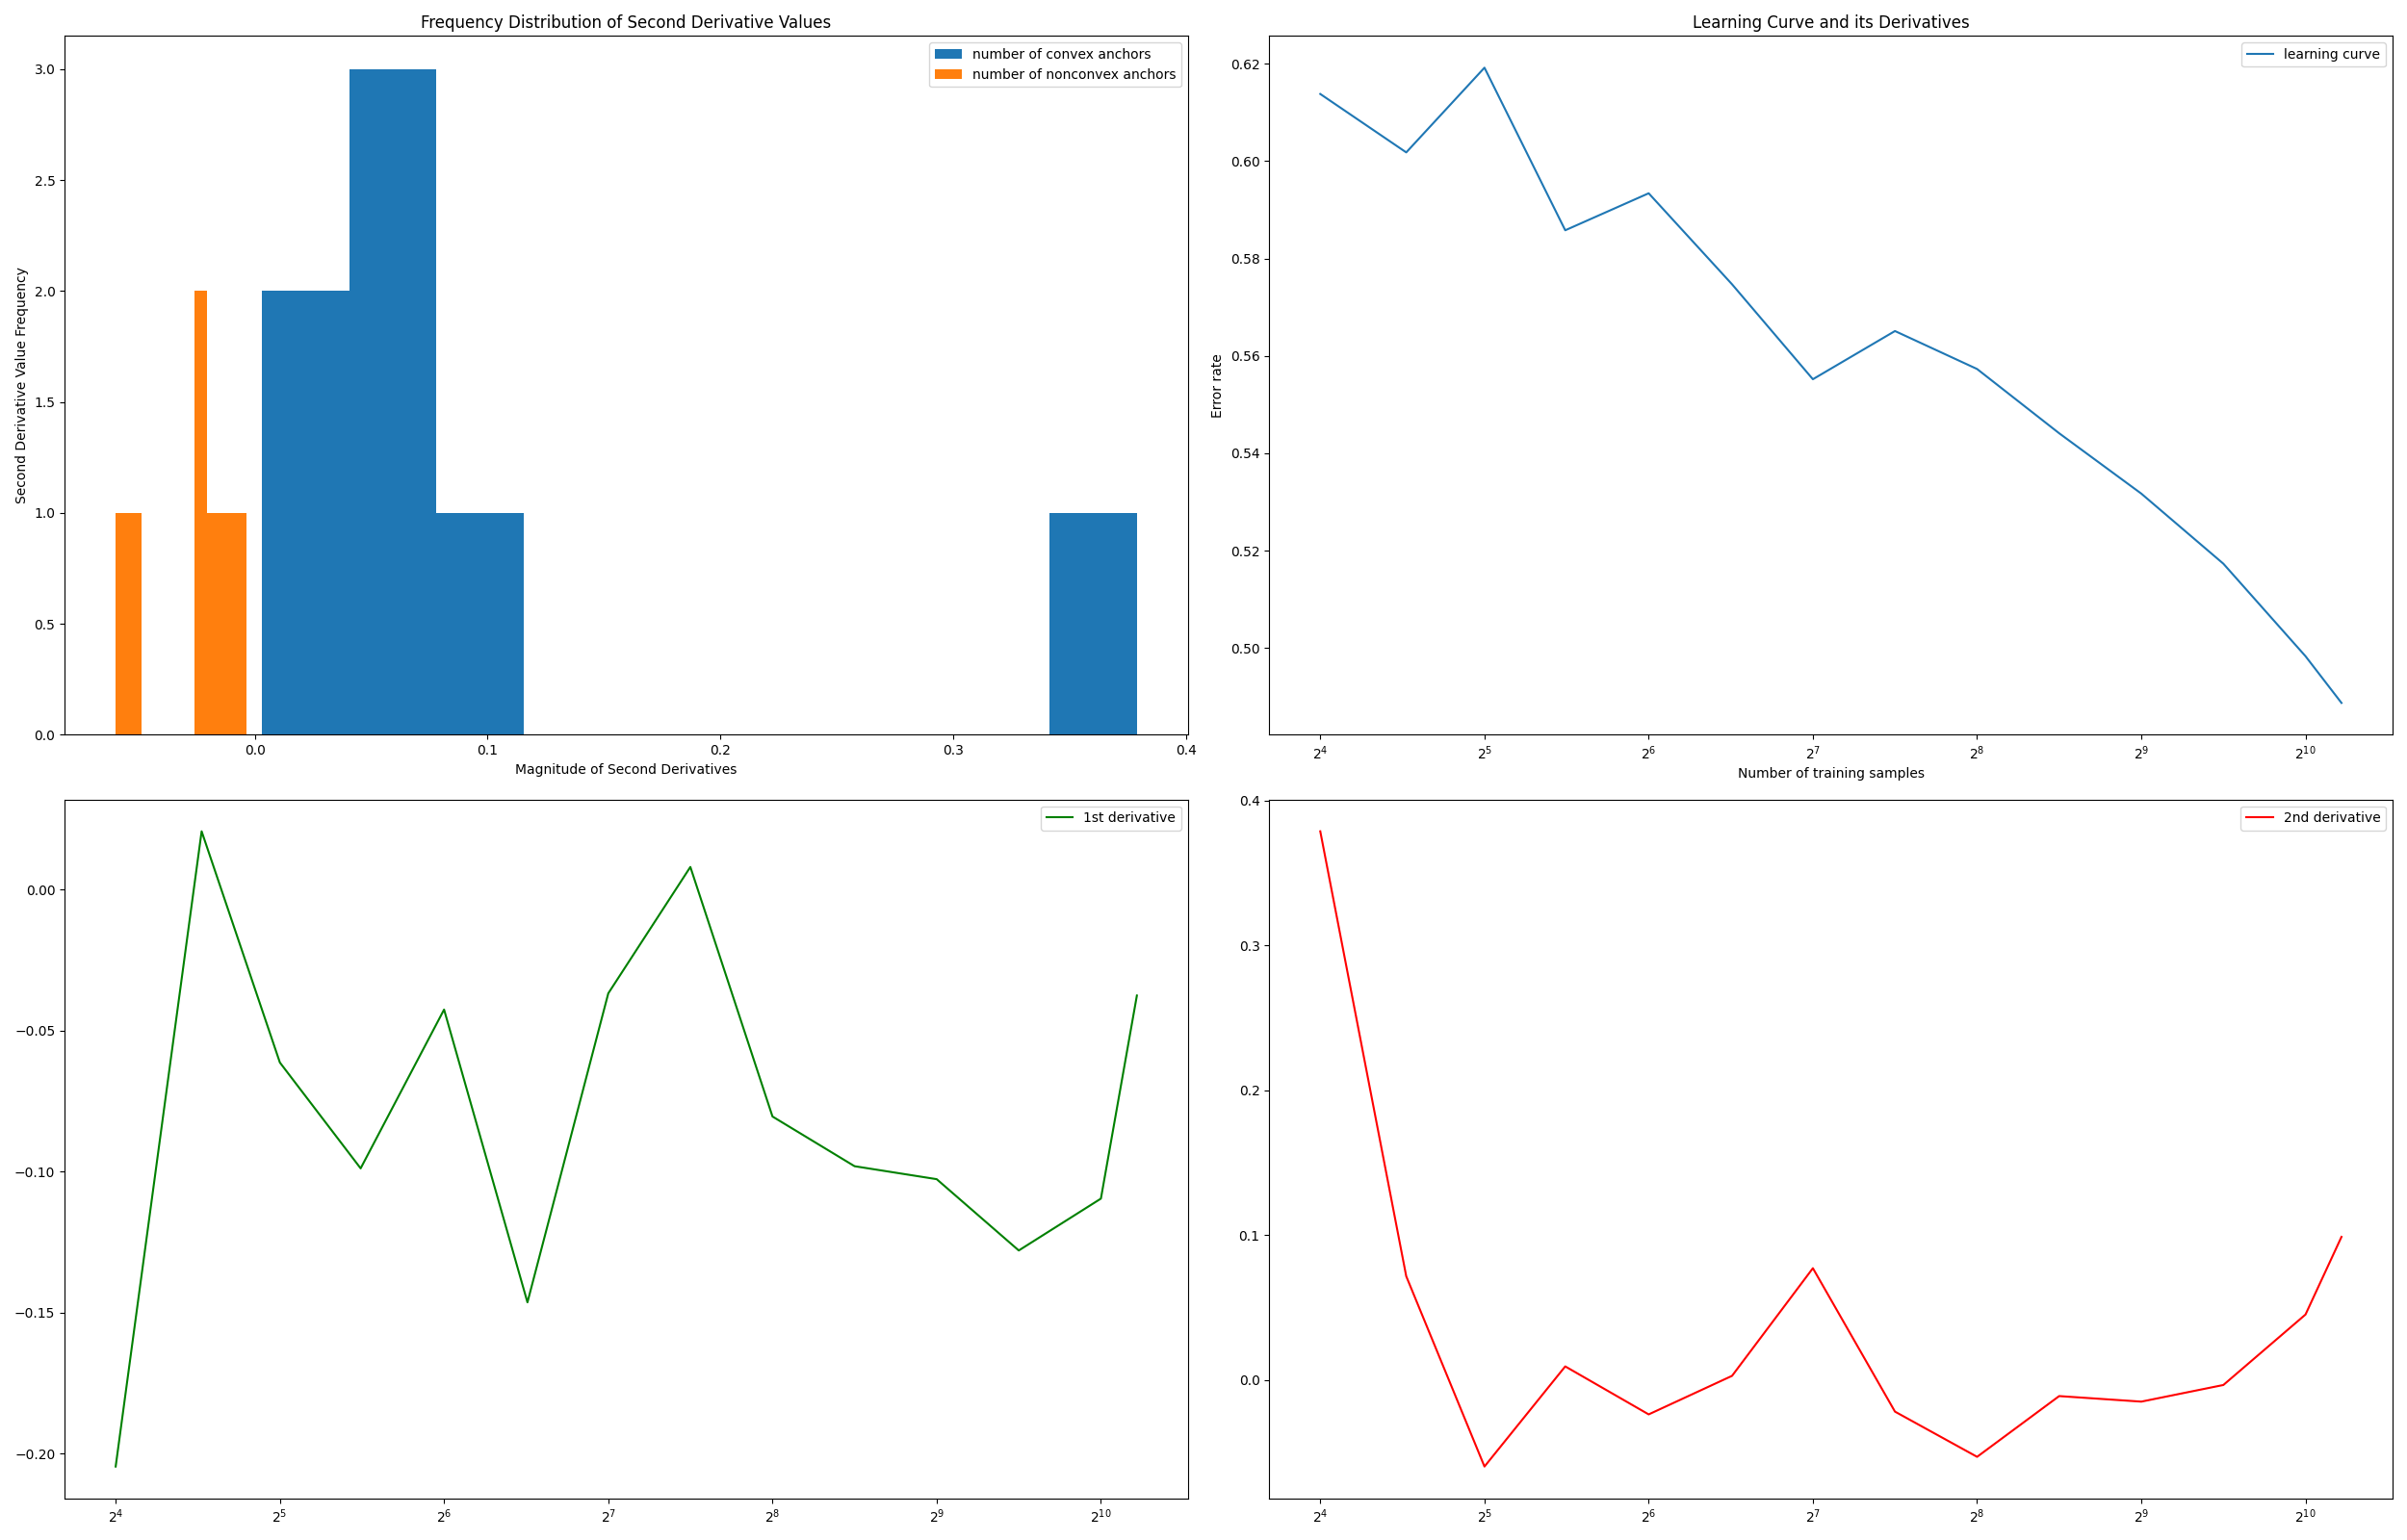 Frequency Distribution of Second Derivative Values
number of convex anchors
number of nonconvex anchors
Second Derivative Value Frequency
3.0
2.5
2.0
1.5
1.0
0.5
0.0
0.0 0.1 0.2 0.3 0.4
Magnitude of Second Derivatives
Learning Curve and its Derivatives
learning curve
Error rate
0.62
0.60
0.58
0.56
0.54
0.52
0.50
2⁴ 2⁵ 2⁶ 2⁷ 2⁸ 2⁹ 2¹⁰
Number of training samples
1st derivative
0.00
−0.05
−0.10
−0.15
−0.20
2⁴ 2⁵ 2⁶ 2⁷ 2⁸ 2⁹ 2¹⁰
2nd derivative
0.4
0.3
0.2
0.1
0.0
2⁴ 2⁵ 2⁶ 2⁷ 2⁸ 2⁹ 2¹⁰